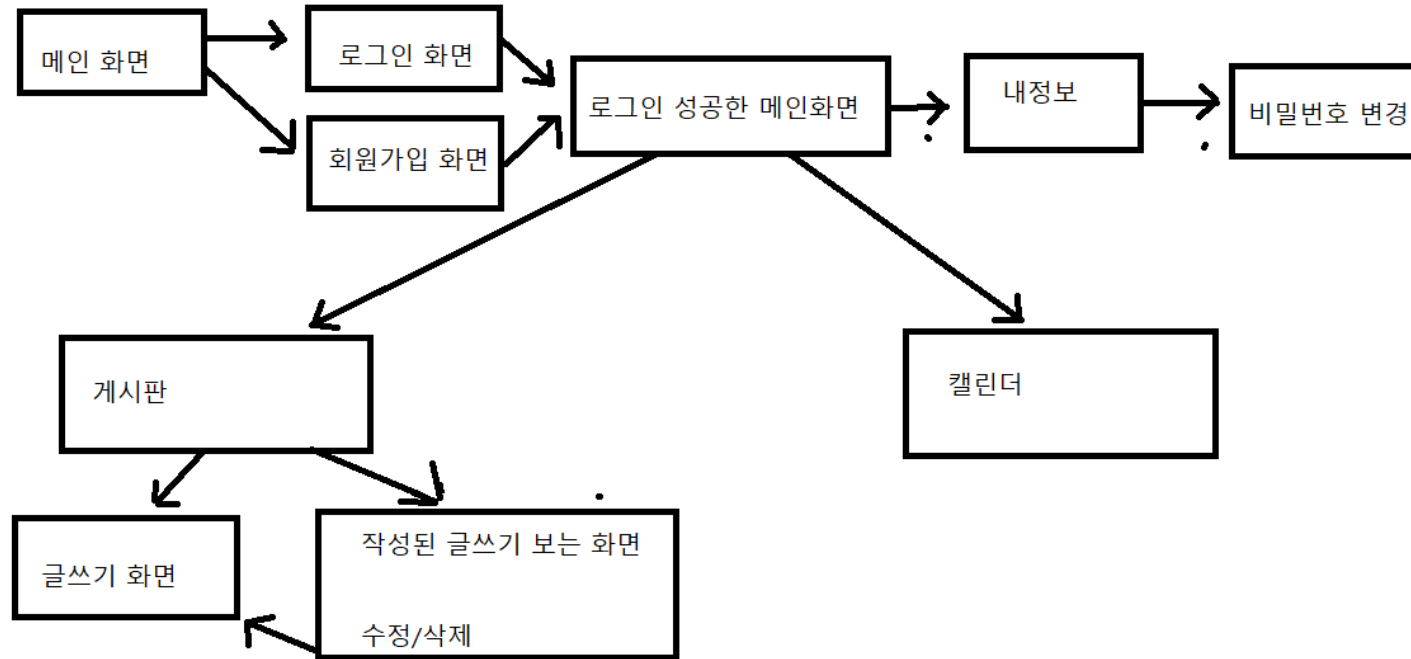 메인 화면
로그인 화면
회원가입 화면
로그인 성공한 메인화면
내정보
비밀번호 변경
게시판
캘린더
글쓰기 화면
작성된 글쓰기 보는 화면
수정/삭제